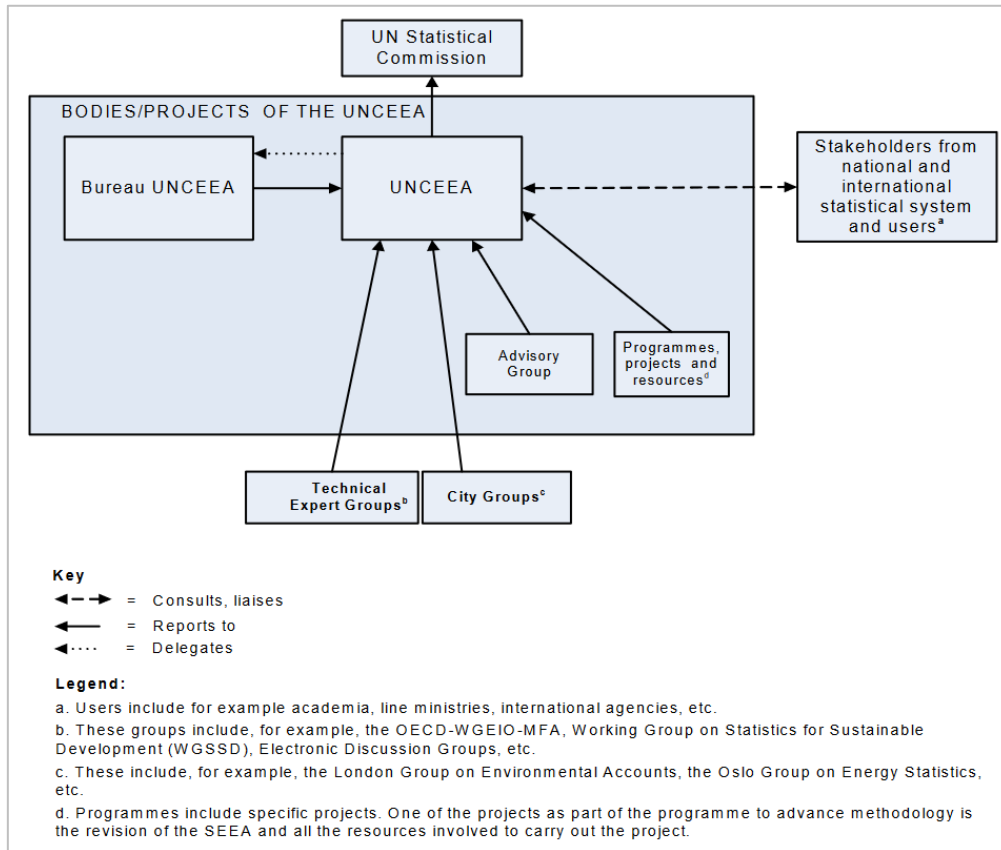 UN Statistical
Commission
BODIES/PROJECTS OF THE UNCEEA
Bureau UNCEEA
UNCEEA
Stakeholders from
national and
international
statistical system
and users^a
Advisory
Group
Programmes,
projects and
resources^d
Technical
Expert Groups^b
City Groups^c
Key
= Consults, liaises
= Reports to
= Delegates
Legend:
a. Users include for example academia, line ministries, international agencies, etc.
b. These groups include, for example, the OECD-WGEIO-MFA, Working Group on Statistics for Sustainable
Development (WGSSD), Electronic Discussion Groups, etc.
c. These include, for example, the London Group on Environmental Accounts, the Oslo Group on Energy Statistics,
etc.
d. Programmes include specific projects. One of the projects as part of the programme to advance methodology is
the revision of the SEEA and all the resources involved to carry out the project.